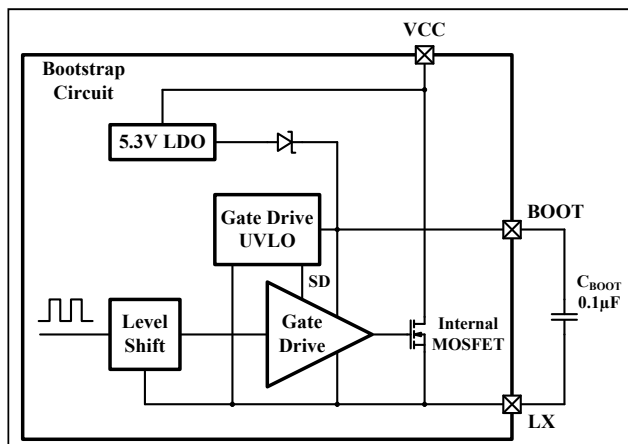 VCC
Bootstrap
Circuit
5.3V LDO
Gate Drive
UVLO
BOOT
SD
C_BOOT
0.1µF
Level
Shift
Gate
Drive
Internal
MOSFET
LX